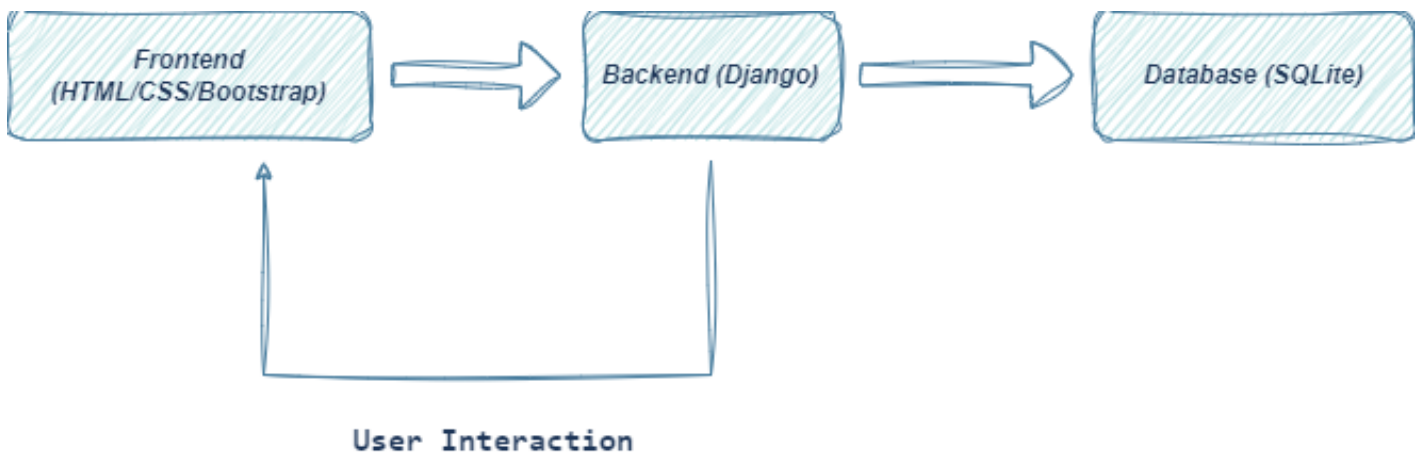 Frontend
(HTML/CSS/Bootstrap)
Backend (Django)
Database (SQLite)
User Interaction